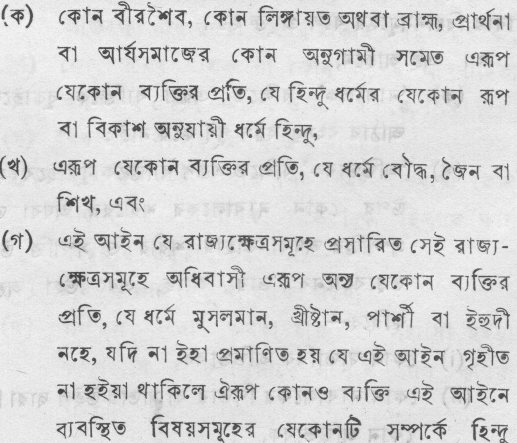 (ক) কোন বীরশৈব, কোন লিঙ্গায়ত অথবা ব্রাহ্ম, প্রার্থনা
বা আর্যসমাজের কোন অনুগামী সমেত এরূপ
যেকোন ব্যক্তির প্রতি, যে হিন্দু ধর্মের যেকোন রূপ
বা বিকাশ অনুযায়ী ধর্মে হিন্দু,
(খ) এরূপ যেকোন ব্যক্তির প্রতি, যে ধর্মে বৌদ্ধ, জৈন বা
শিখ, এবং
(গ) এই আইন যে রাজ্যক্ষেত্রসমূহে প্রসারিত সেই রাজ্য-
ক্ষেত্রসমূহে অধিবাসী এরূপ অন্য যেকোন ব্যক্তির
প্রতি, যে ধর্মে মুসলমান, খ্রীষ্টান, পার্শী বা ইহুদী
নহে, যদি না ইহা প্রমাণিত হয় যে এই আইন গৃহীত
না হইয়া থাকিলে ঐরূপ কোনও ব্যক্তি এই আইনে
ব্যবস্থিত বিষয়সমূহের যেকোনটি সম্পর্কে হিন্দু